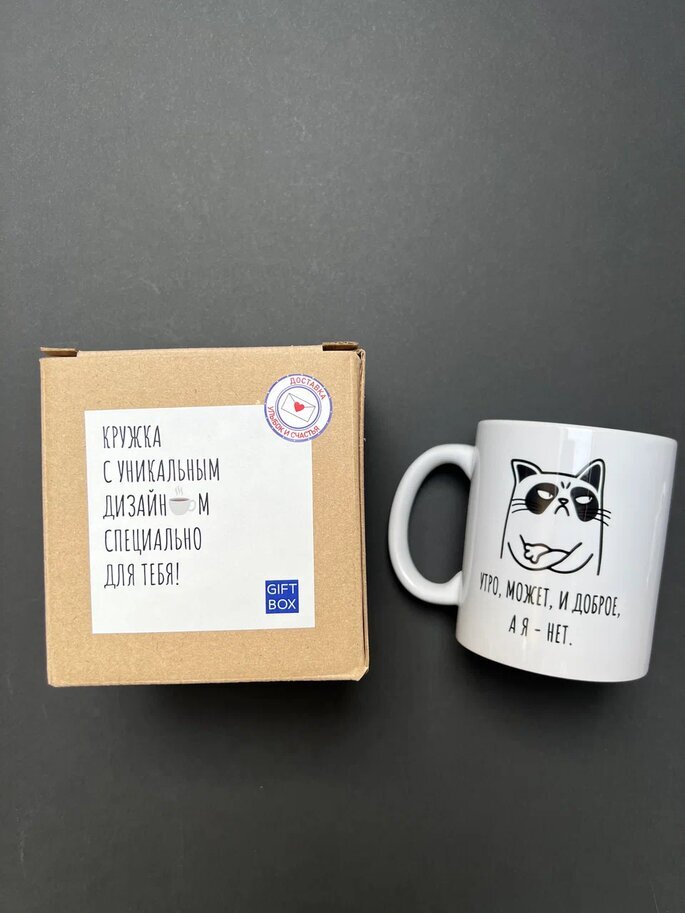 ДОСТАВКА
УЛЫБОК И СЧАСТЬЯ
КРУЖКА
С УНИКАЛЬНЫМ
ДИЗАЙН☕М
СПЕЦИАЛЬНО
ДЛЯ ТЕБЯ!
GIFT
BOX
УТРО, МОЖЕТ, И ДОБРОЕ,
А Я - НЕТ.